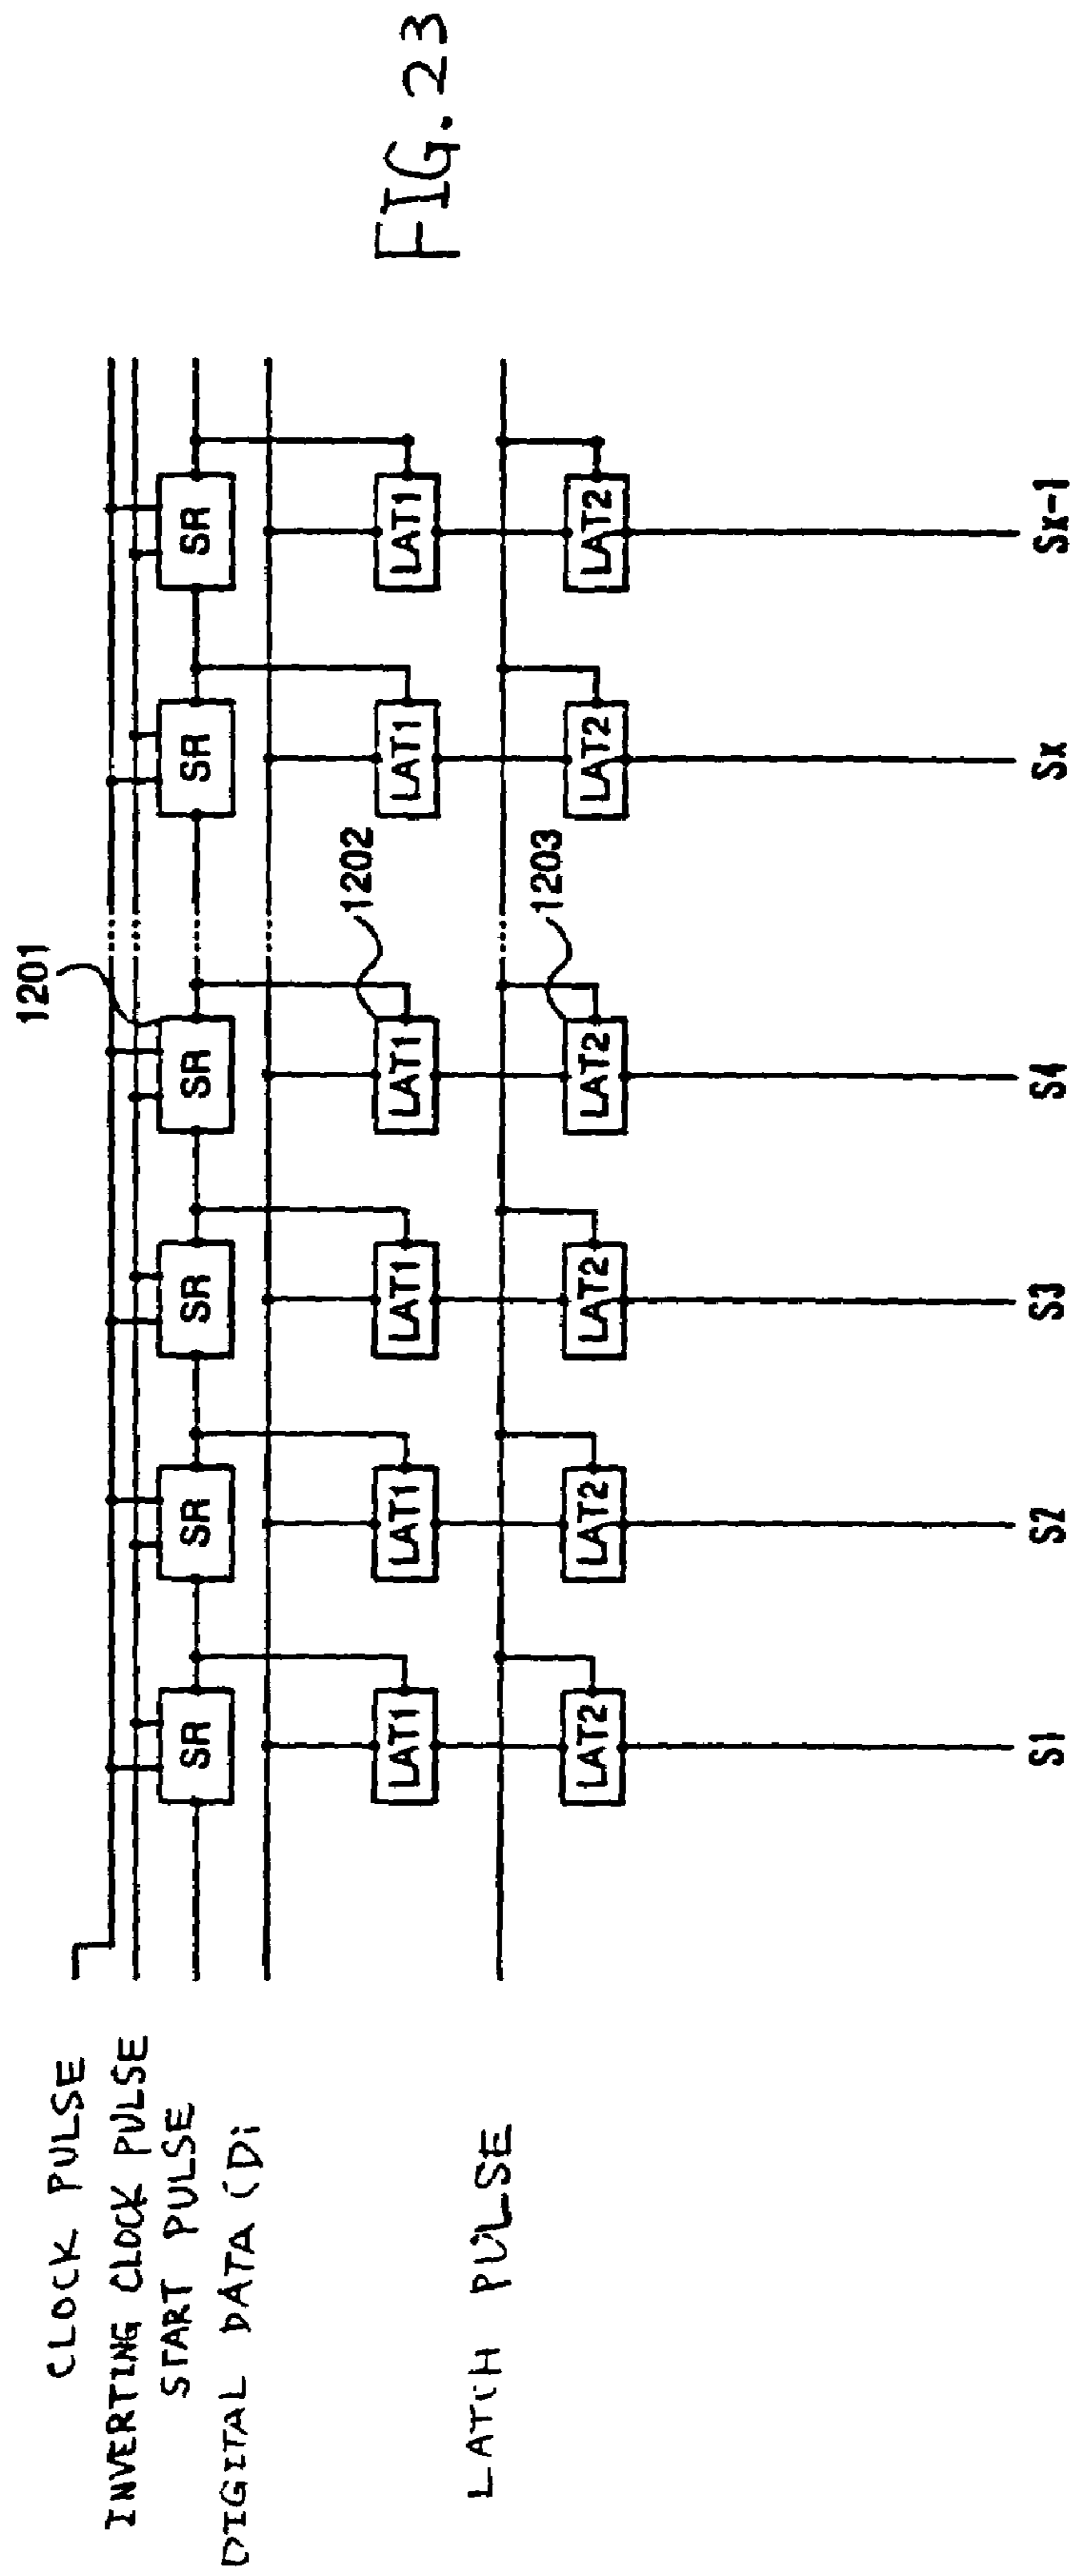 CLOCK PULSE
INVERTING CLOCK PULSE
START PULSE
DIGITAL DATA (Di
LATCH PULSE
1201
SR SR SR SR SR SR
1202
LAT1 LAT1 LAT1 LAT1 LAT1 LAT1
1203
LAT2 LAT2 LAT2 LAT2 LAT2 LAT2
S1 S2 S3 S4 Sx Sx-1
FIG. 23